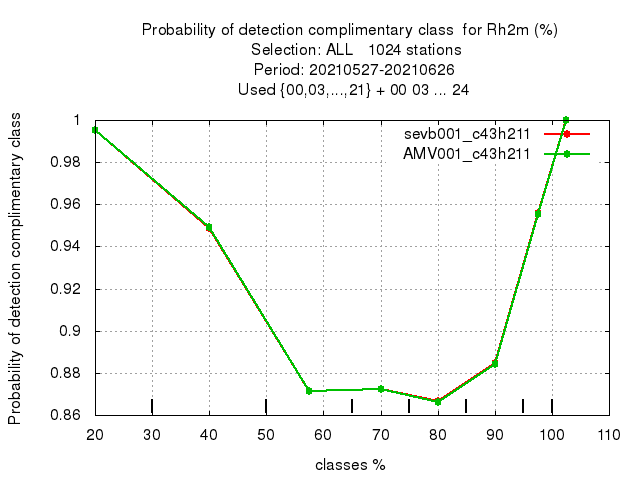 Probability of detection complimentary class for Rh2m (%)
Selection: ALL 1024 stations
Period: 20210527-20210626
Used {00,03,...,21} + 00 03 ... 24
Probability of detection complimentary class
1
0.98
0.96
0.94
0.92
0.9
0.88
0.86
sevb001_c43h211
AMV001_c43h211
20 30 40 50 60 70 80 90 100 110
classes %